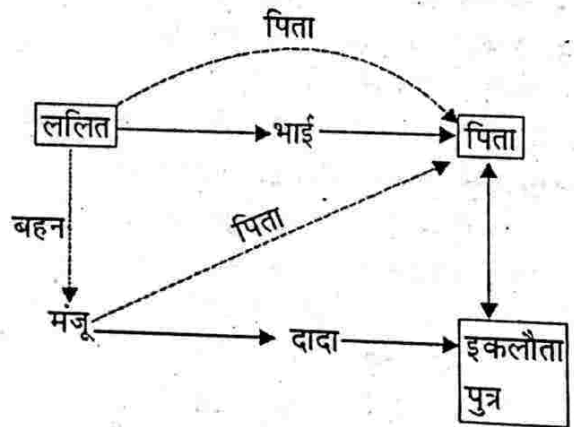 पिता
ललित भाई पिता
बहन पिता
मंजू दादा इकलौता
पुत्र